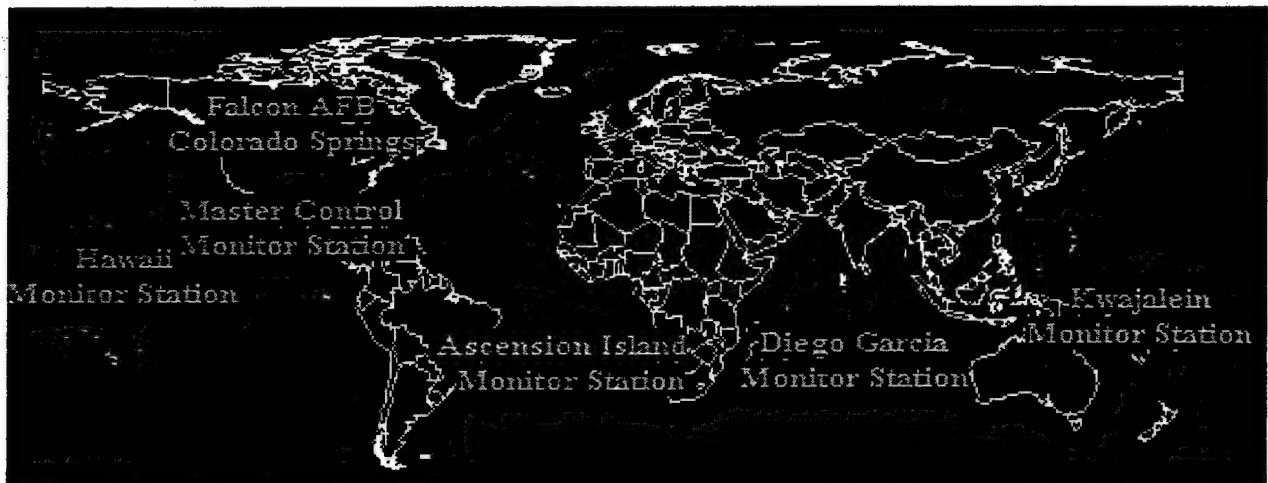 Falcon AFB
Colorado Springs
Master Control
Monitor Station
Hawaii
Monitor Station
Ascension Island
Monitor Station
Diego Garcia
Monitor Station
Kwajalein
Monitor Station